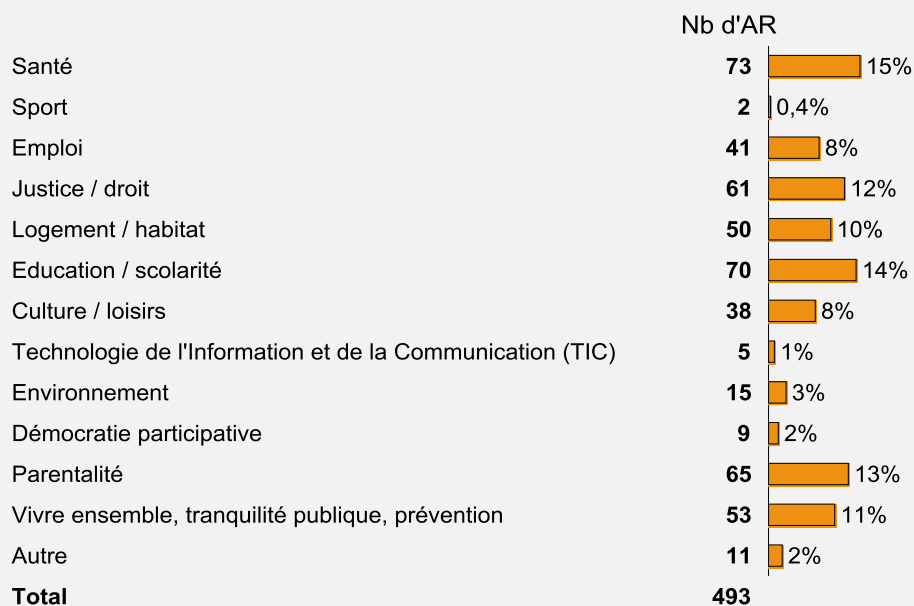 Nb d'AR
Santé 73 15%
Sport 2 0,4%
Emploi 41 8%
Justice / droit 61 12%
Logement / habitat 50 10%
Education / scolarité 70 14%
Culture / loisirs 38 8%
Technologie de l'Information et de la Communication (TIC) 5 1%
Environnement 15 3%
Démocratie participative 9 2%
Parentalité 65 13%
Vivre ensemble, tranquilité publique, prévention 53 11%
Autre 11 2%
Total 493